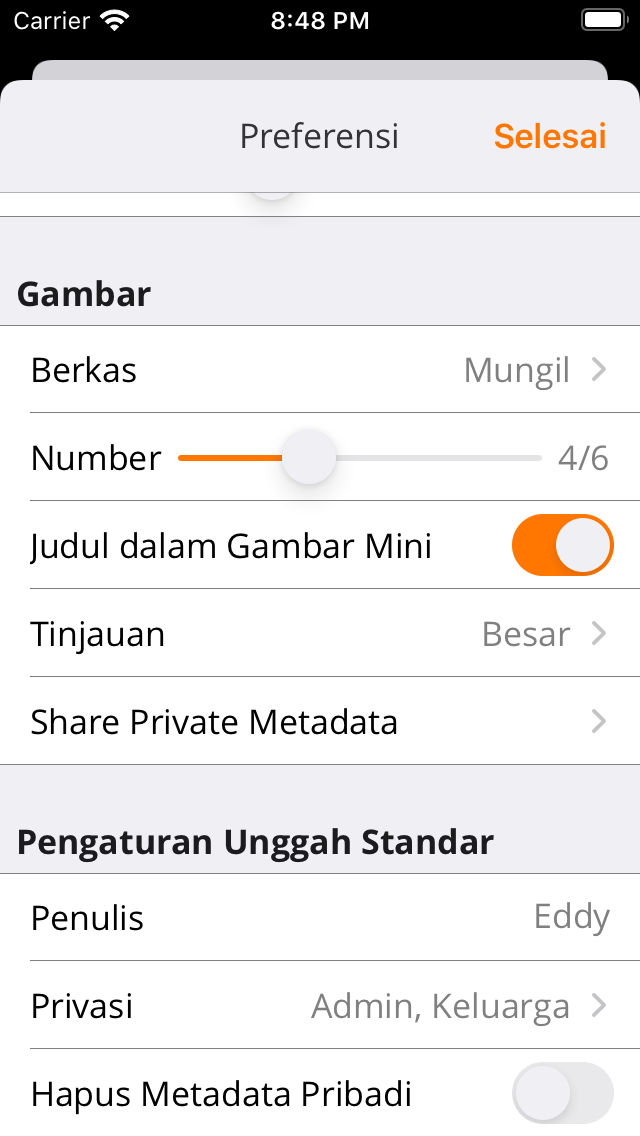 Carrier 8:48 PM
Preferensi Selesai
Gambar
Berkas Mungil
Number 4/6
Judul dalam Gambar Mini
Tinjauan Besar
Share Private Metadata
Pengaturan Unggah Standar
Penulis Eddy
Privasi Admin, Keluarga
Hapus Metadata Pribadi